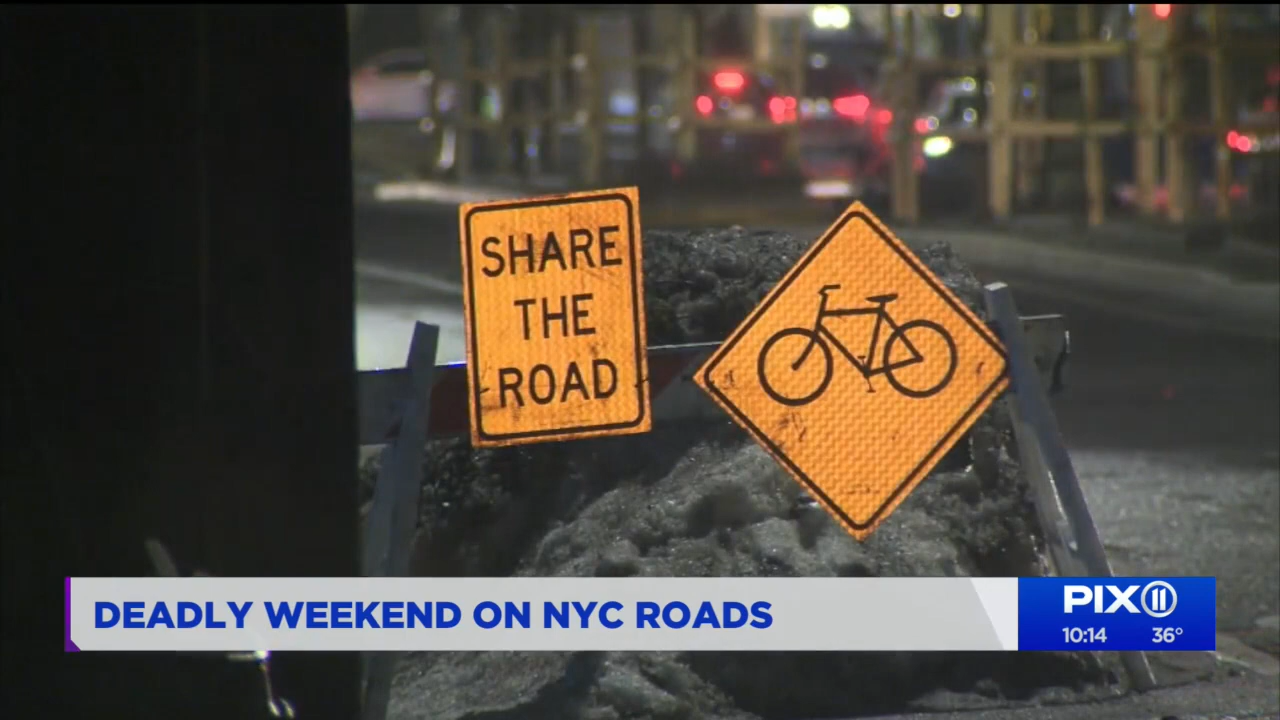 SHARE
THE
ROAD
DEADLY WEEKEND ON NYC ROADS
PIX11
10:14 36°